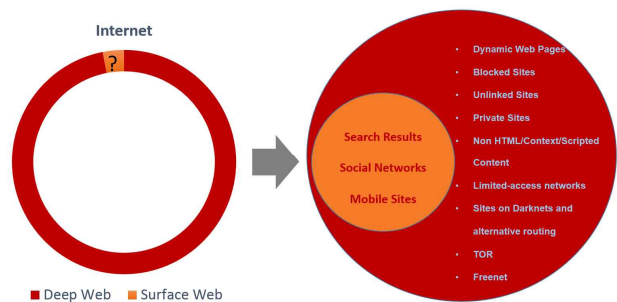 Internet
?
Deep Web
Surface Web
Search Results
Social Networks
Mobile Sites
• Dynamic Web Pages
• Blocked Sites
• Unlinked Sites
• Private Sites
• Non HTML/Context/Scripted
Content
• Limited-access networks
• Sites on Darknets and
alternative routing
• TOR
• Freenet